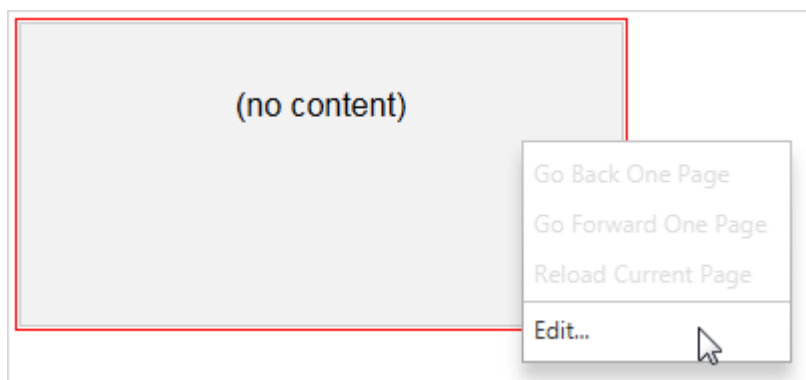 (no content)
Go Back One Page
Go Forward One Page
Reload Current Page
Edit...